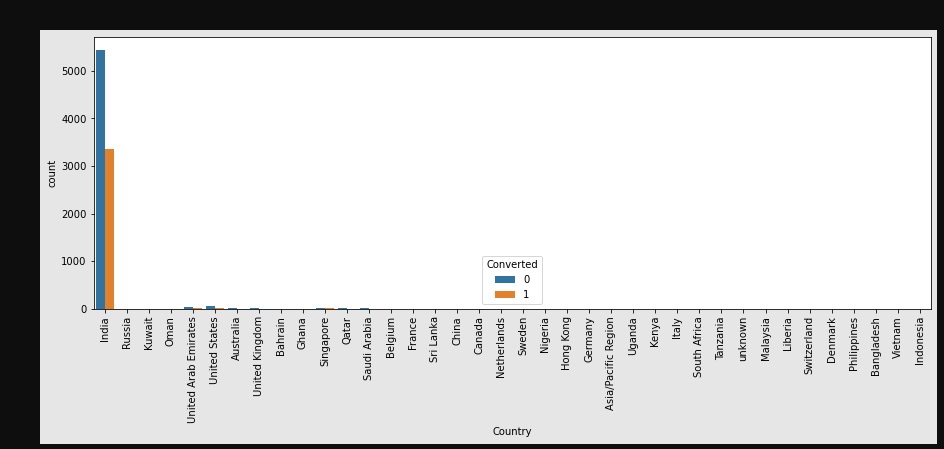 5000
4000
3000
2000
1000
0
count
Converted
0
1
India
Russia
Kuwait
Oman
United Arab Emirates
United States
Australia
United Kingdom
Bahrain
Ghana
Singapore
Qatar
Saudi Arabia
Belgium
France
Sri Lanka
China
Canada
Netherlands
Sweden
Nigeria
Hong Kong
Germany
Asia/Pacific Region
Uganda
Kenya
Italy
South Africa
Tanzania
unknown
Malaysia
Liberia
Switzerland
Denmark
Philippines
Bangladesh
Vietnam
Indonesia
Country